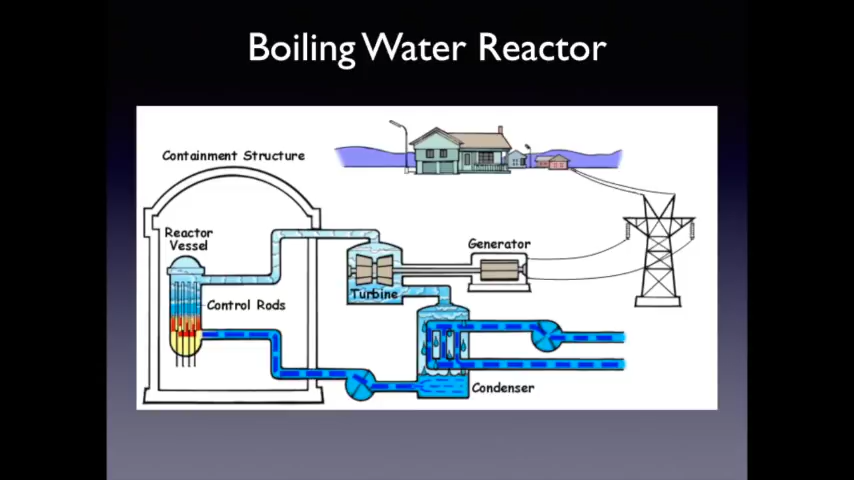 Boiling Water Reactor
Containment Structure
Reactor
Vessel
Generator
Turbine
Control Rods
Condenser